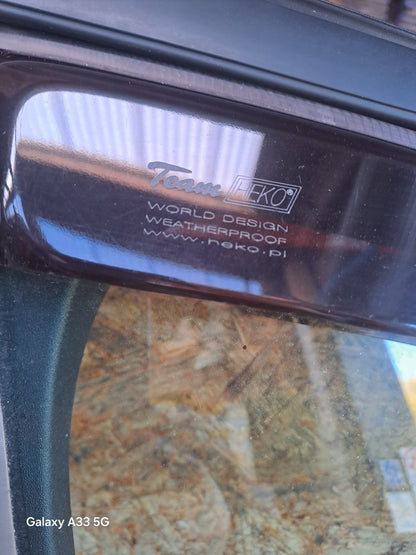 Team HEKO®
WORLD DESIGN
WEATHERPROOF
www.heko.pl
Galaxy A33 5G